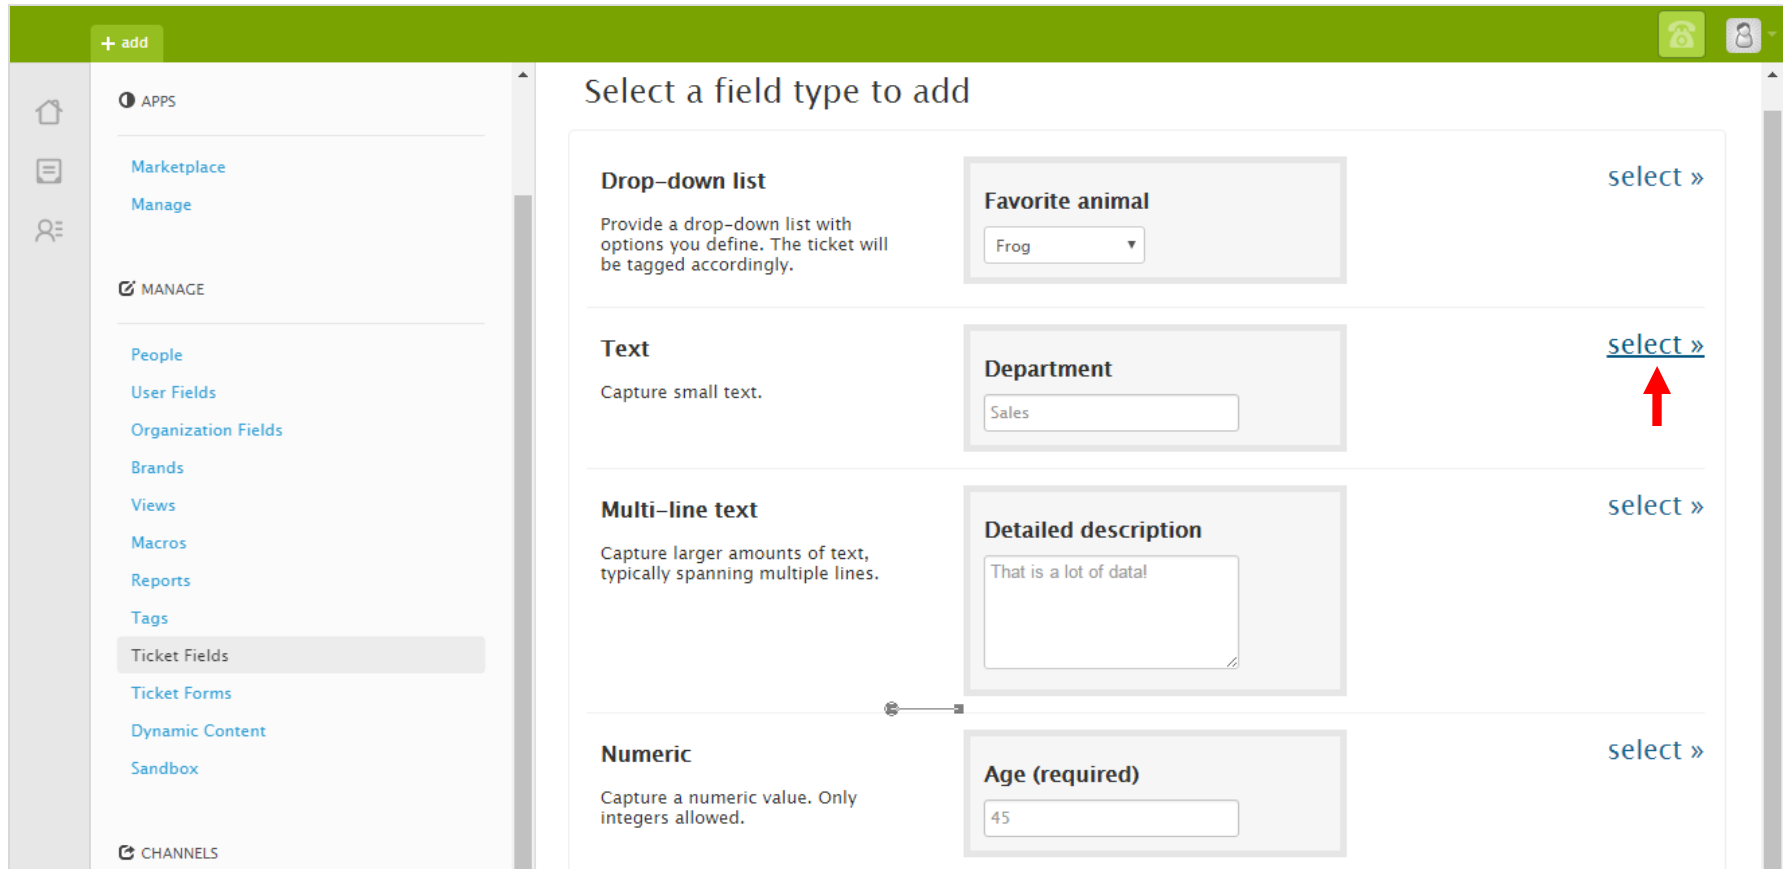 + add
APPS
Marketplace
Manage
MANAGE
People
User Fields
Organization Fields
Brands
Views
Macros
Reports
Tags
Ticket Fields
Ticket Forms
Dynamic Content
Sandbox
CHANNELS
Select a field type to add
Drop-down list
Provide a drop-down list with
options you define. The ticket will
be tagged accordingly.
Favorite animal
Frog
select »
Text
Capture small text.
Department
Sales
select »
Multi-line text
Capture larger amounts of text,
typically spanning multiple lines.
Detailed description
That is a lot of data!
select »
Numeric
Capture a numeric value. Only
integers allowed.
Age (required)
45
select »